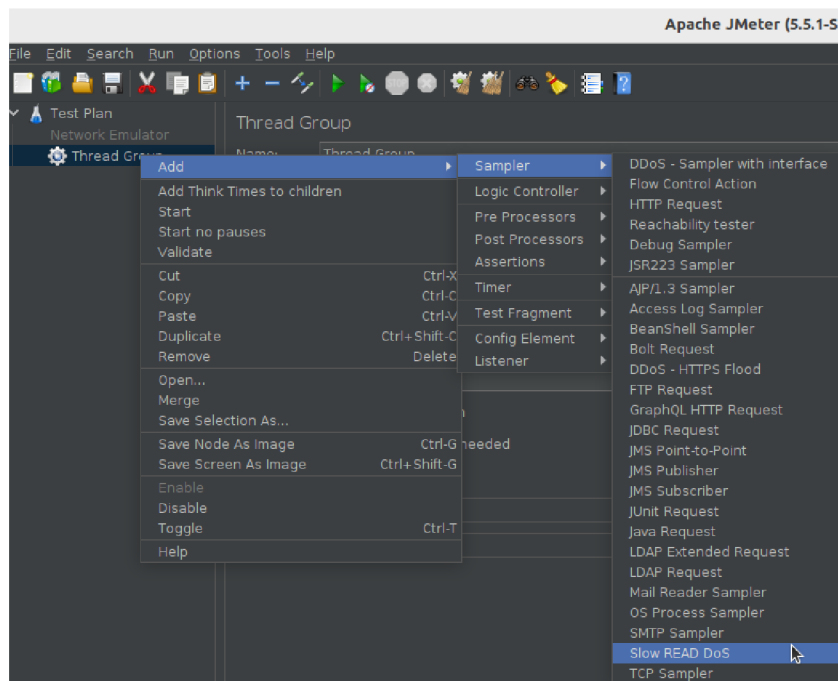 Apache JMeter (5.5.1-S
File Edit Search Run Options Tools Help
Test Plan
Network Emulator
Thread Group
Thread Group
Name: Thread Group
Add
Add Think Times to children
Start
Start no pauses
Validate
Cut Ctrl-X
Copy Ctrl-C
Paste Ctrl-V
Duplicate Ctrl+Shift-C
Remove Delete
Open...
Merge
Save Selection As...
Save Node As Image Ctrl-G
Save Screen As Image Ctrl+Shift-G
Enable
Disable
Toggle Ctrl-T
Help
needed
Sampler
Logic Controller
Pre Processors
Post Processors
Assertions
Timer
Test Fragment
Config Element
Listener
DDoS - Sampler with interface
Flow Control Action
HTTP Request
Reachability tester
Debug Sampler
JSR223 Sampler
AJP/1.3 Sampler
Access Log Sampler
BeanShell Sampler
Bolt Request
DDoS - HTTPS Flood
FTP Request
GraphQL HTTP Request
JDBC Request
JMS Point-to-Point
JMS Publisher
JMS Subscriber
JUnit Request
Java Request
LDAP Extended Request
LDAP Request
Mail Reader Sampler
OS Process Sampler
SMTP Sampler
Slow READ DoS
TCP Sampler